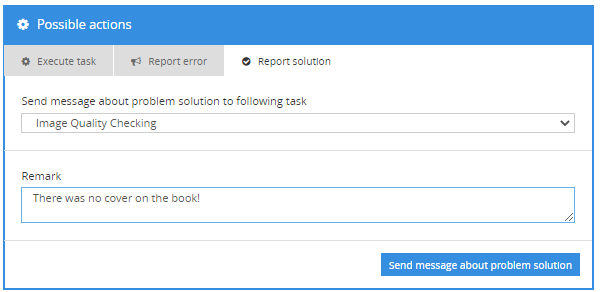 Possible actions
Execute task
Report error
Report solution
Send message about problem solution to following task
Image Quality Checking
Remark
There was no cover on the book!
Send message about problem solution